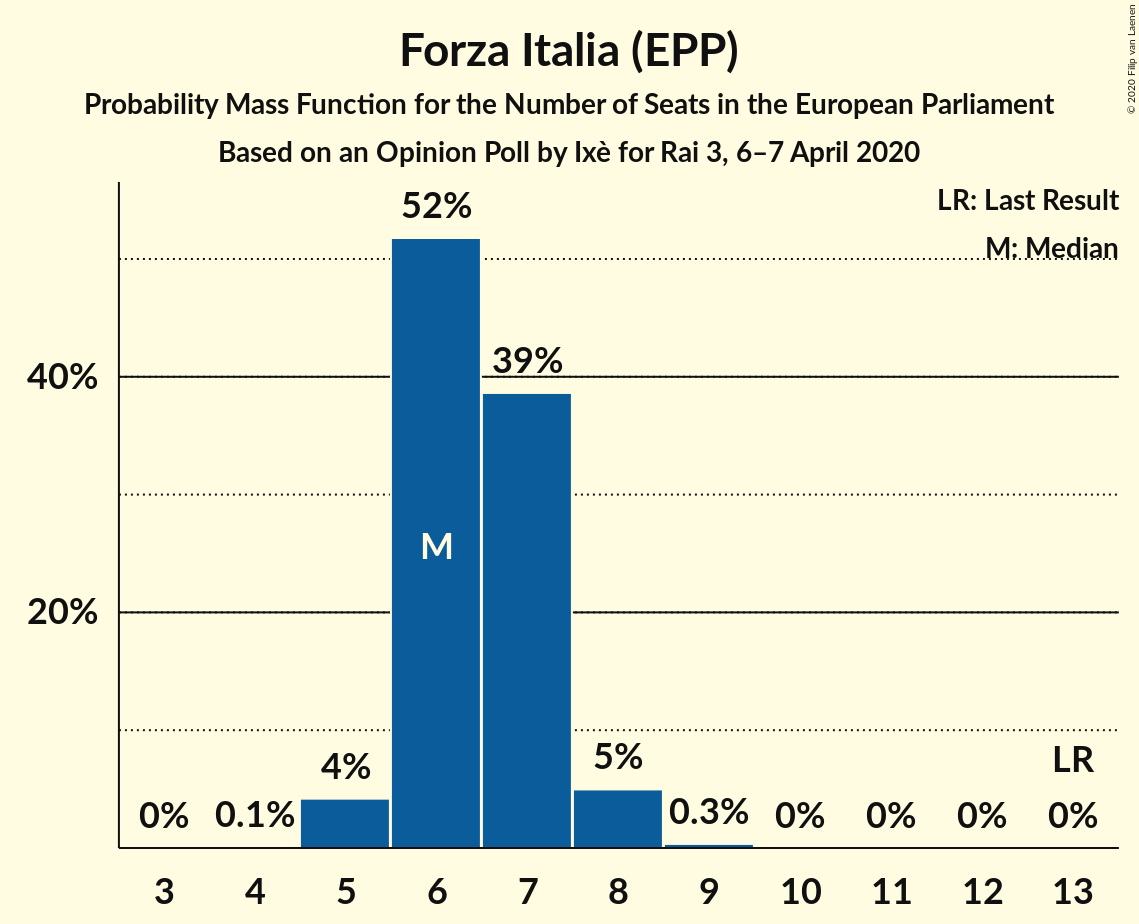 Forza Italia (EPP)
Probability Mass Function for the Number of Seats in the European Parliament
Based on an Opinion Poll by Ixè for Rai 3, 6–7 April 2020
© 2020 Filip van Laenen
LR: Last Result
M: Median
52%
39%
40%
M
20%
4%
5%
LR
0% 0.1% 0.3% 0% 0% 0% 0%
3 4 5 6 7 8 9 10 11 12 13